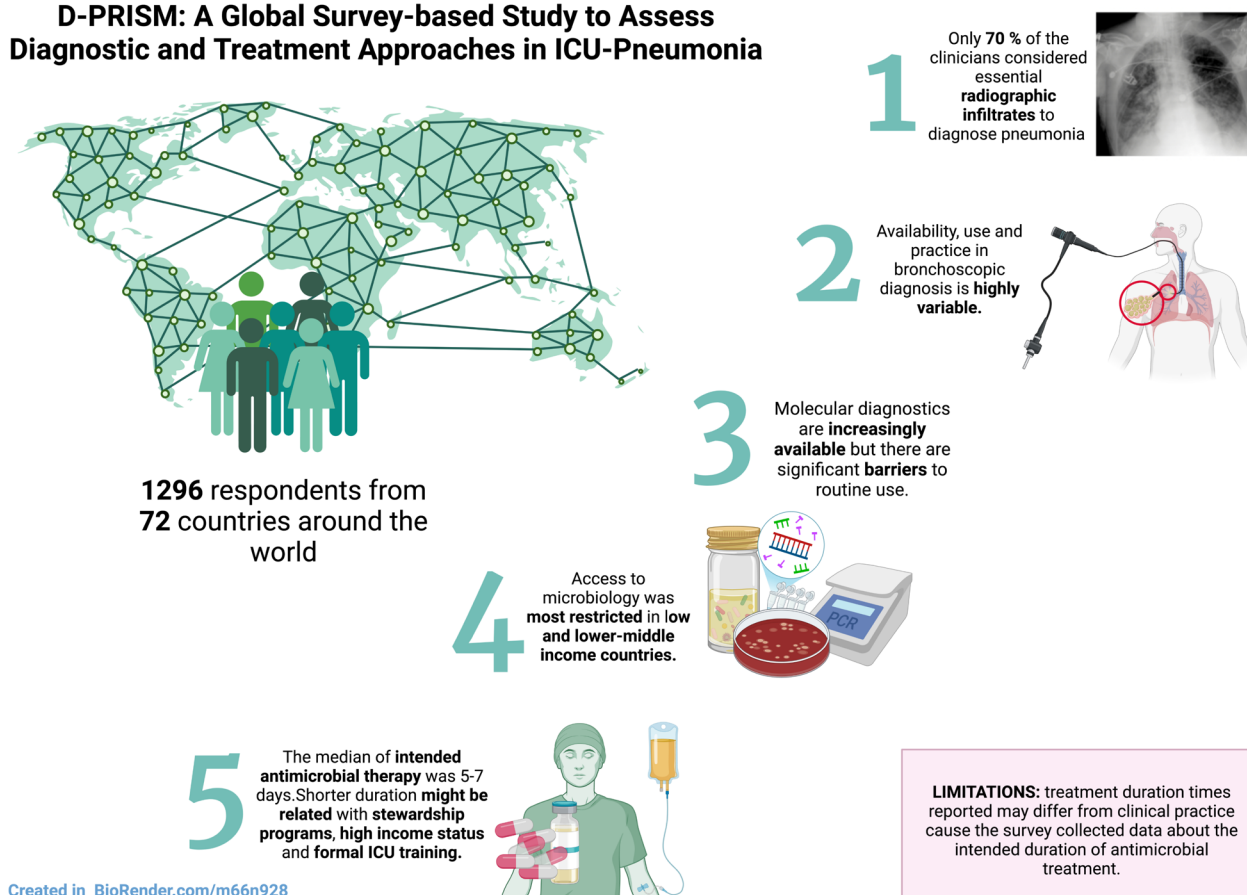 D-PRISM: A Global Survey-based Study to Assess
Diagnostic and Treatment Approaches in ICU-Pneumonia
1296 respondents from
72 countries around the
world
1
Only 70 % of the
clinicians considered
essential
radiographic
infiltrates to
diagnose pneumonia
2
Availability, use and
practice in
bronchoscopic
diagnosis is highly
variable.
3
Molecular diagnostics
are increasingly
available but there are
significant barriers to
routine use.
PCR
4
Access to
microbiology was
most restricted in low
and lower-middle
income countries.
5
The median of intended
antimicrobial therapy was 5-7
days.Shorter duration might be
related with stewardship
programs, high income status
and formal ICU training.
LIMITATIONS: treatment duration times
reported may differ from clinical practice
cause the survey collected data about the
intended duration of antimicrobial
treatment.
Created in BioRender.com/m66n928